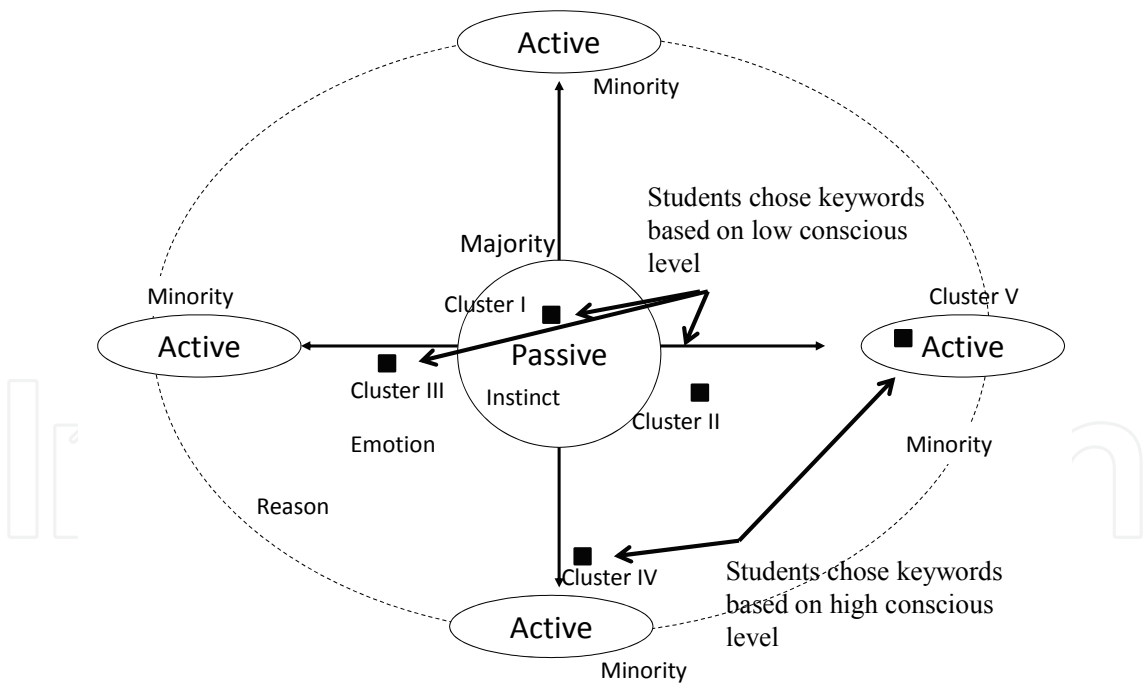 Active
Minority
Students chose keywords
based on low conscious
level
Majority
Minority
Cluster I
Cluster V
Active
Passive
Active
Cluster III
Instinct
Cluster II
Emotion
Minority
Reason
Cluster IV
Students chose keywords
based on high conscious
level
Active
Minority